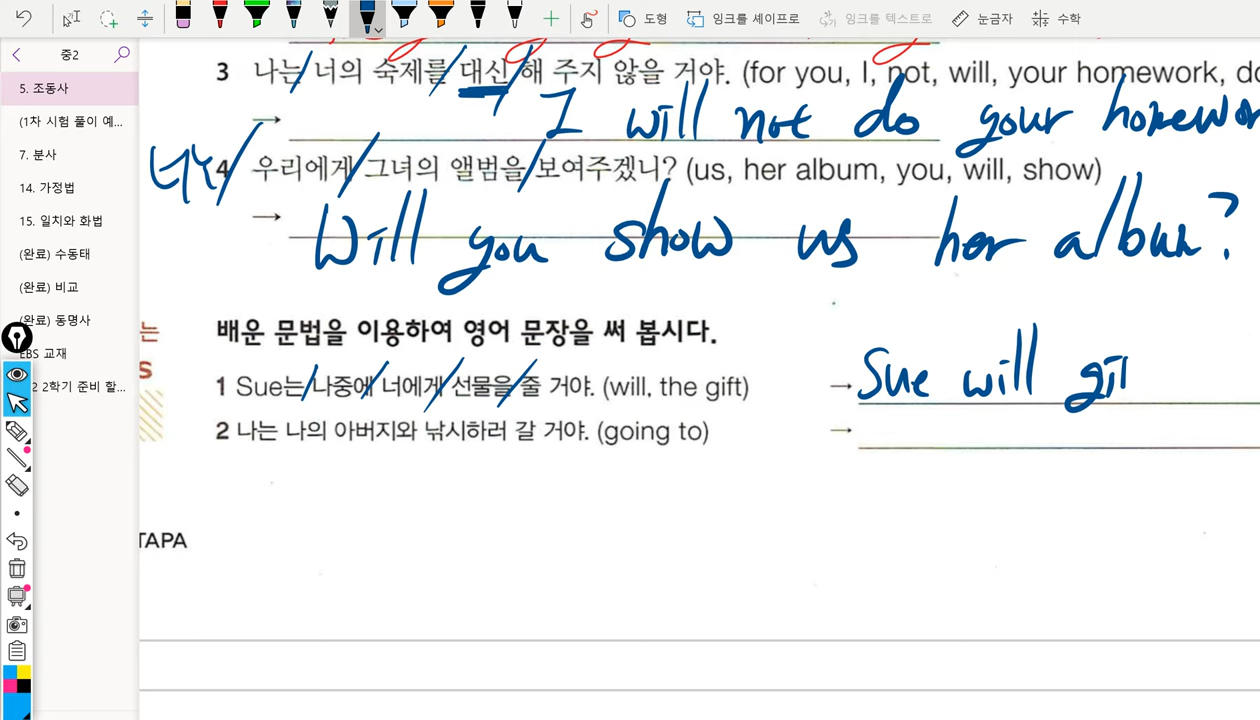 도형
잉크를 셰이프로
잉크를 텍스트로
눈금자
수학
중2
5. 조동사
(1차 시험 풀이 예...
7. 분사
14. 가정법
15. 일치와 화법
(완료) 수동태
(완료) 비교
(완료) 동명사
EBS 교재
2 2학기 준비 할...
3 나는 너의 숙제를 대신 해 주지 않을 거야. (for you, I, not, will, your homework, do
→ I will not do your homewor
4 우리에게 그녀의 앨범을 보여주겠니? (us, her album, you, will, show)
→ Will you show us her album?
는
S
배운 문법을 이용하여 영어 문장을 써 봅시다.
1 Sue는 나중에 너에게 선물을 줄 거야. (will, the gift) → Sue will gi
2 나는 나의 아버지와 낚시하러 갈 거야. (going to) →
TAPA